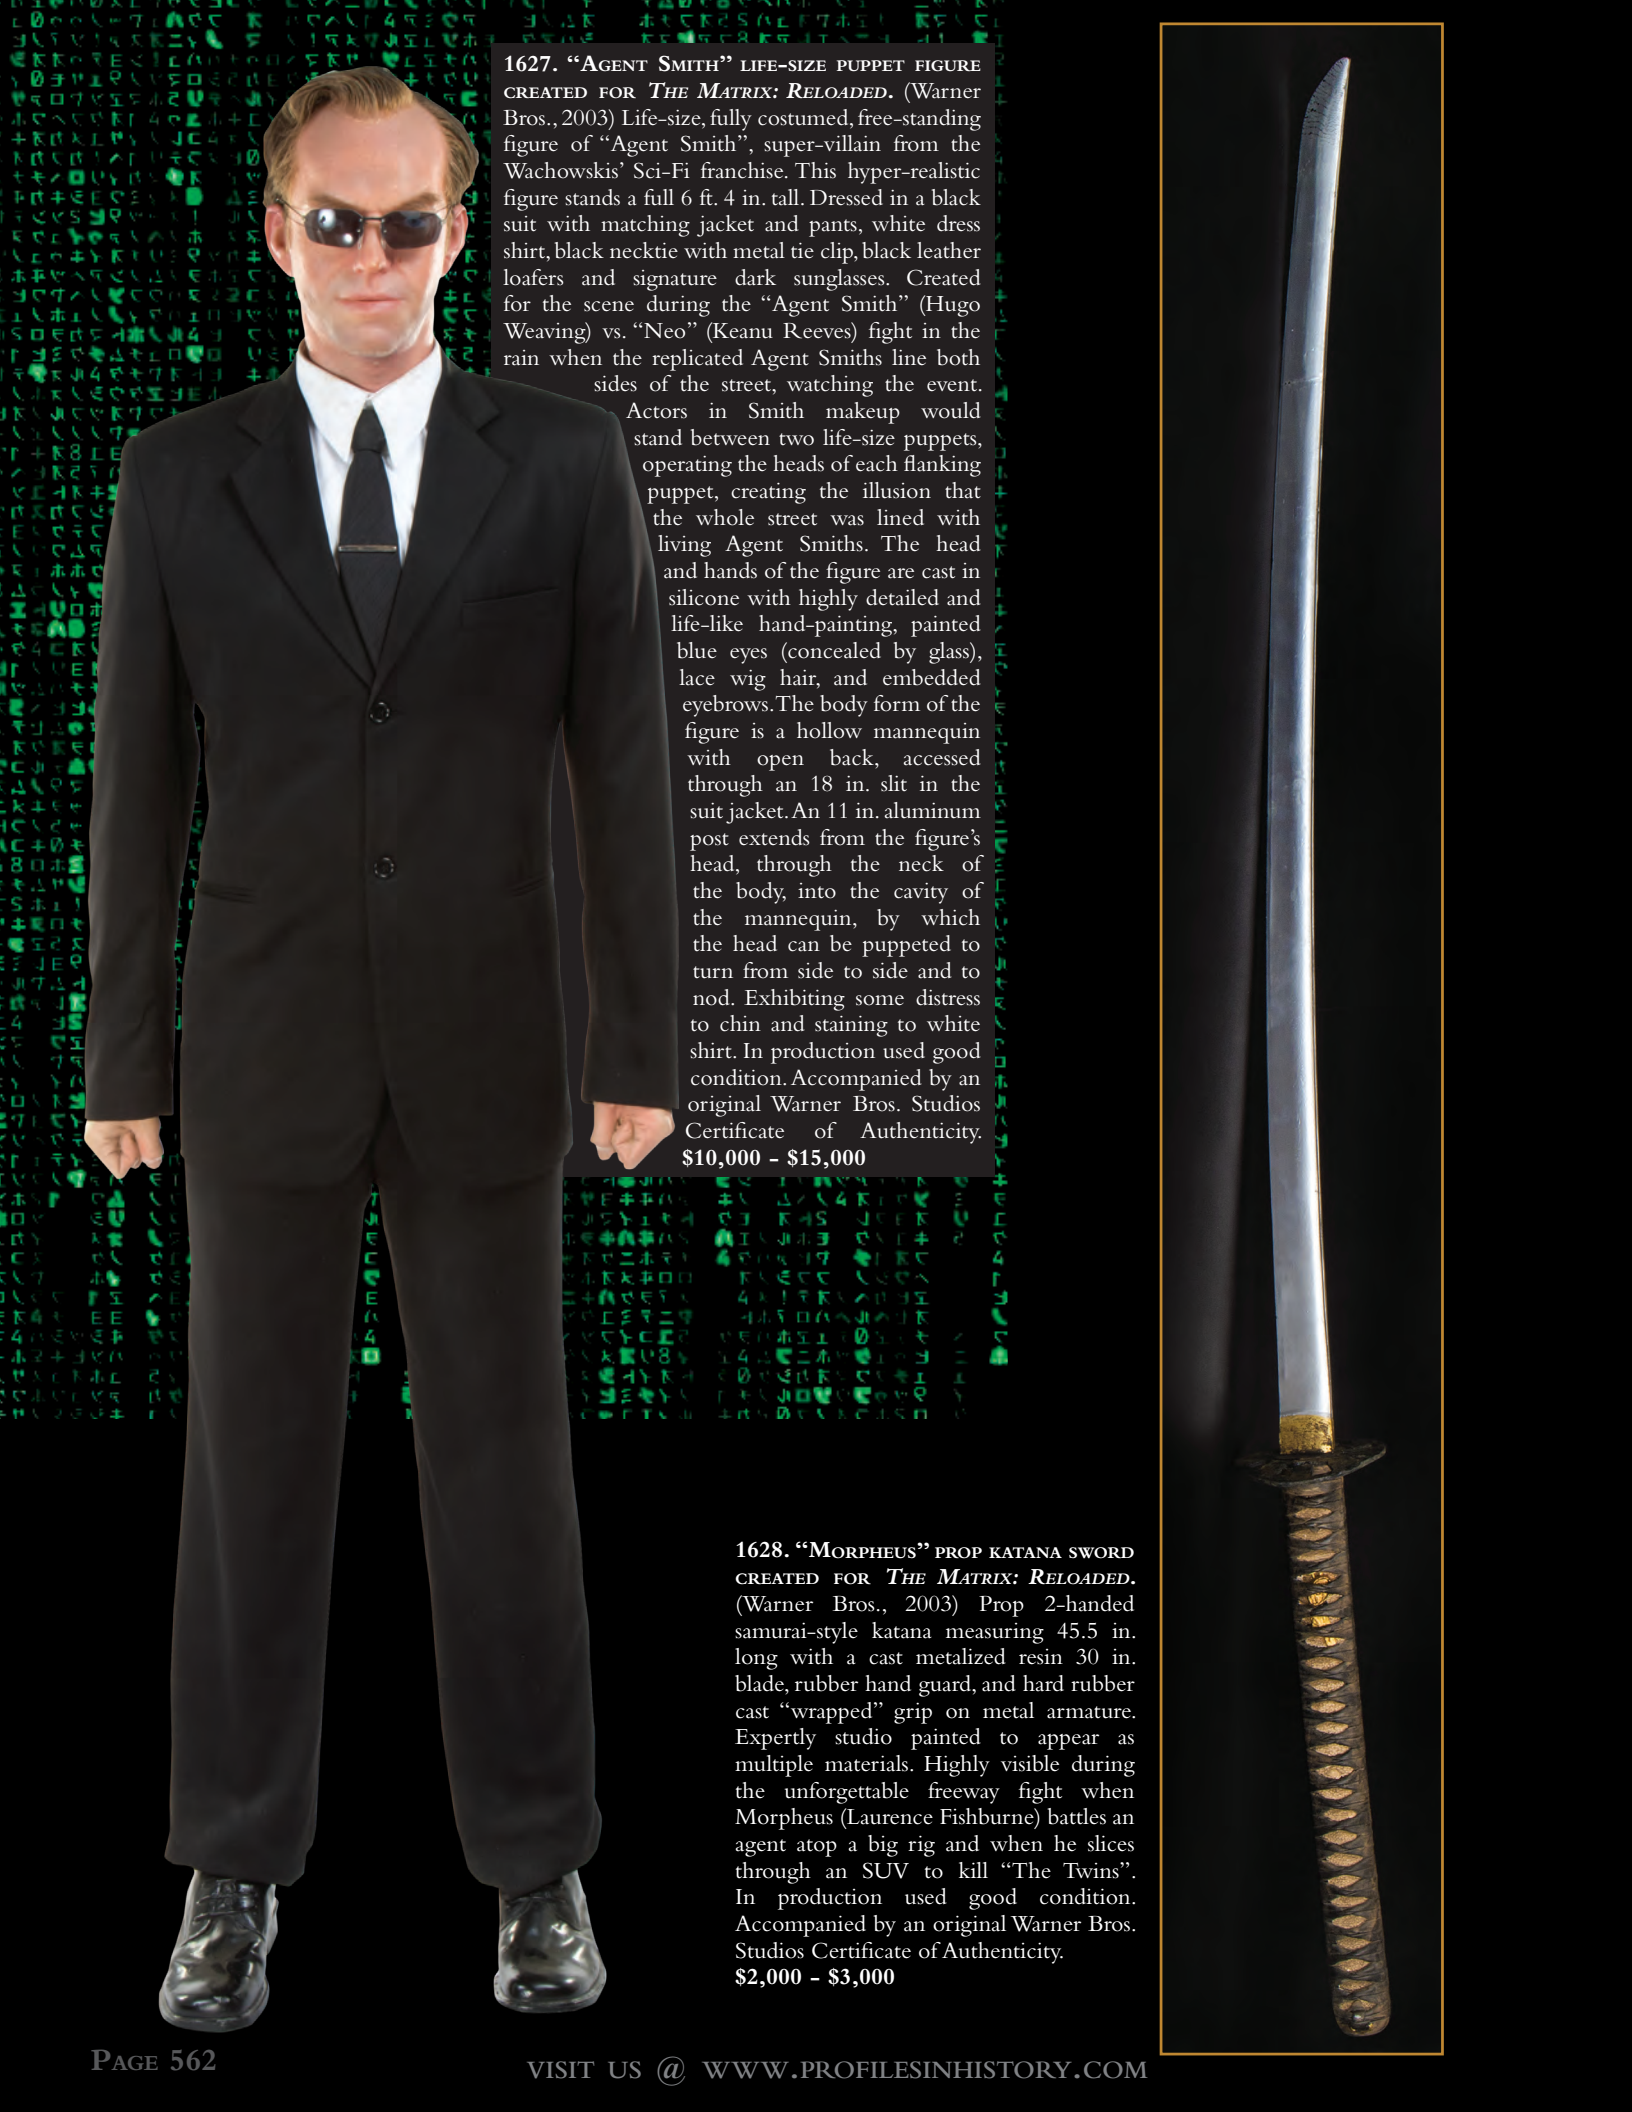 1627. “Agent Smith” life-size puppet figure
created for The Matrix: Reloaded. (Warner
Bros., 2003) Life-size, fully costumed, free-standing
figure of “Agent Smith”, super-villain from the
Wachowskis’ Sci-Fi franchise. This hyper-realistic
figure stands a full 6 ft. 4 in. tall. Dressed in a black
suit with matching jacket and pants, white dress
shirt, black necktie with metal tie clip, black leather
loafers and signature dark sunglasses. Created
for the scene during the “Agent Smith” (Hugo
Weaving) vs. “Neo” (Keanu Reeves) fight in the
rain when the replicated Agent Smiths line both
sides of the street, watching the event.
Actors in Smith makeup would
stand between two life-size puppets,
operating the heads of each flanking
puppet, creating the illusion that
the whole street was lined with
living Agent Smiths. The head
and hands of the figure are cast in
silicone with highly detailed and
life-like hand-painting, painted
blue eyes (concealed by glass),
lace wig hair, and embedded
eyebrows. The body form of the
figure is a hollow mannequin
with open back, accessed
through an 18 in. slit in the
suit jacket. An 11 in. aluminum
post extends from the figure’s
head, through the neck of
the body, into the cavity of
the mannequin, by which
the head can be puppeted to
turn from side to side and to
nod. Exhibiting some distress
to chin and staining to white
shirt. In production used good
condition. Accompanied by an
original Warner Bros. Studios
Certificate of Authenticity.
$10,000 - $15,000
1628. “Morpheus” prop katana sword
created for The Matrix: Reloaded.
(Warner Bros., 2003) Prop 2-handed
samurai-style katana measuring 45.5 in.
long with a cast metalized resin 30 in.
blade, rubber hand guard, and hard rubber
cast “wrapped” grip on metal armature.
Expertly studio painted to appear as
multiple materials. Highly visible during
the unforgettable freeway fight when
Morpheus (Laurence Fishburne) battles an
agent atop a big rig and when he slices
through an SUV to kill “The Twins”.
In production used good condition.
Accompanied by an original Warner Bros.
Studios Certificate of Authenticity.
$2,000 - $3,000
Page 562
visit us @ www.profilesinhistory.com